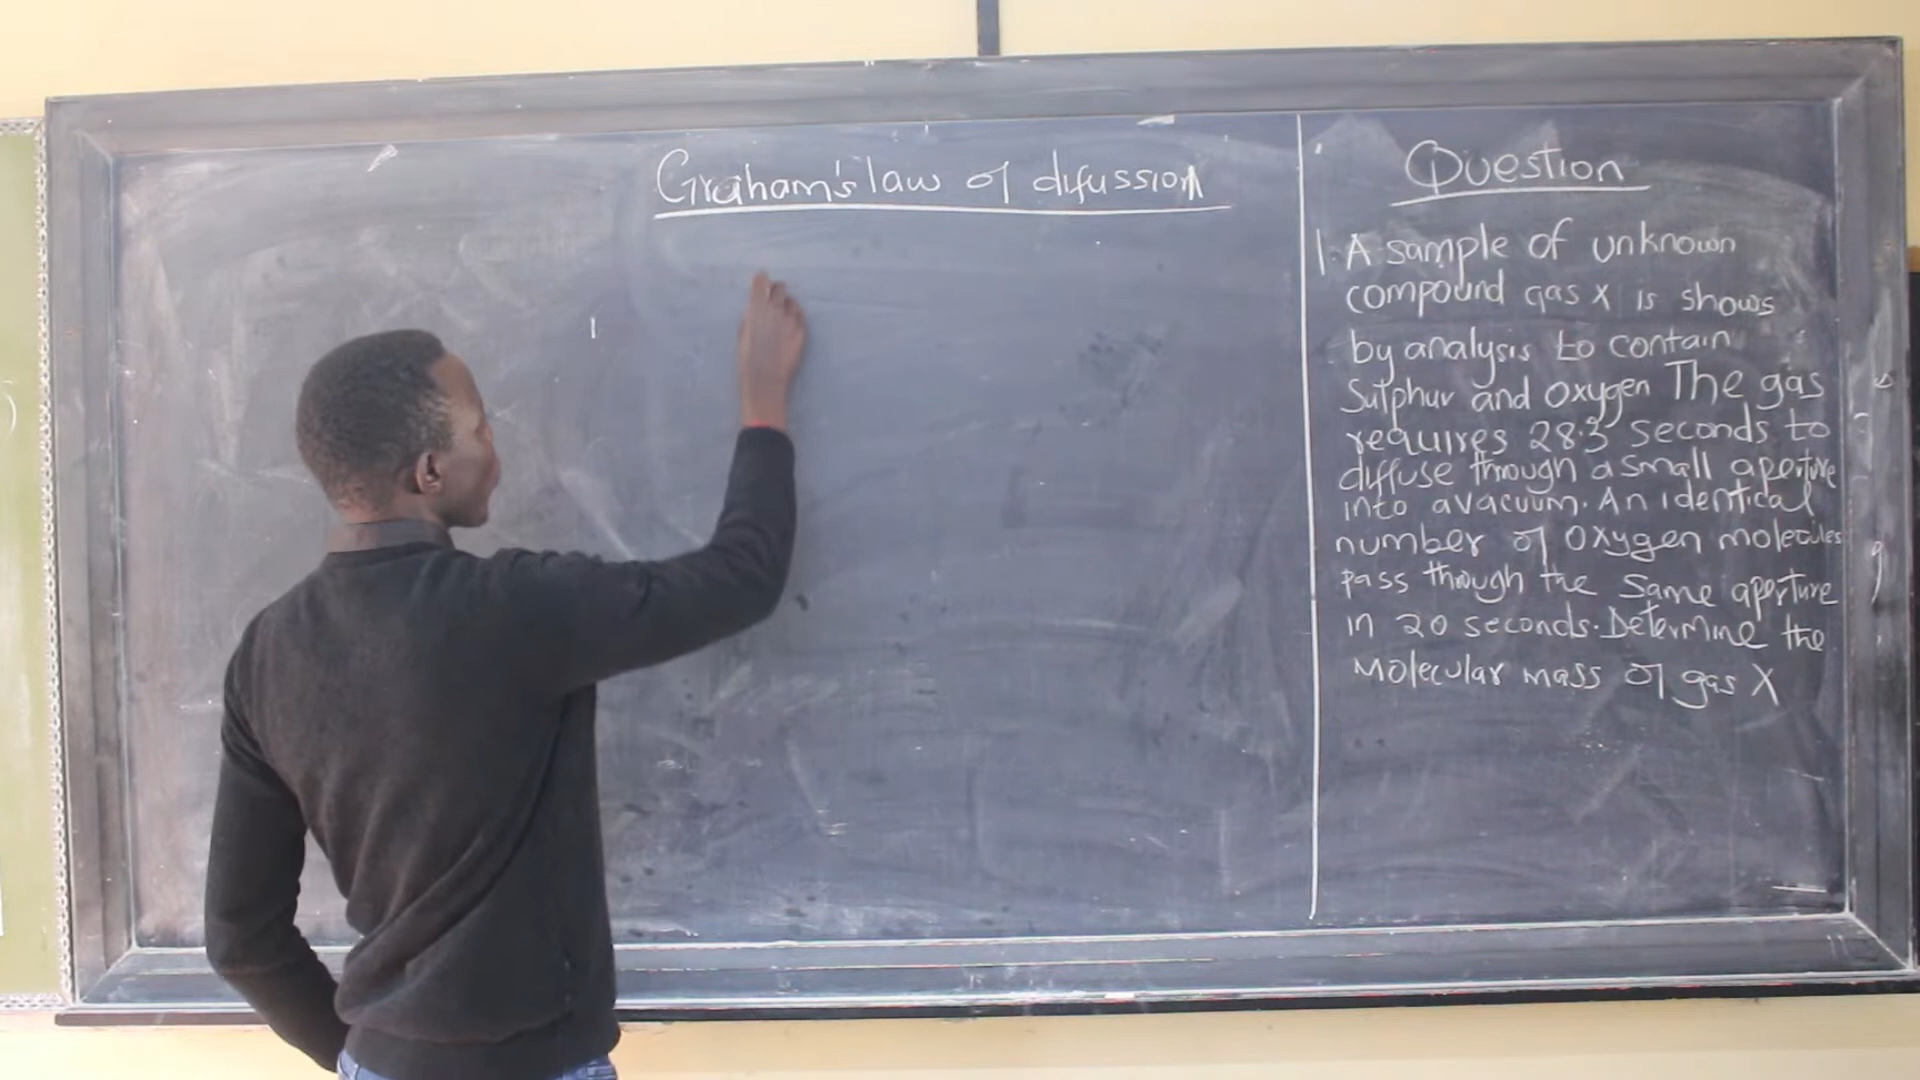 Graham's law of difussion
Question
1. A sample of unknown
compound gas X is shows
by analysis to contain
Sulphur and oxygen The gas
requires 28.3 seconds to
diffuse through a small aperture
into a vacuum. An identical
number of oxygen molecules
pass through the same aperture
in 20 seconds. Determine the
Molecular mass of gas X